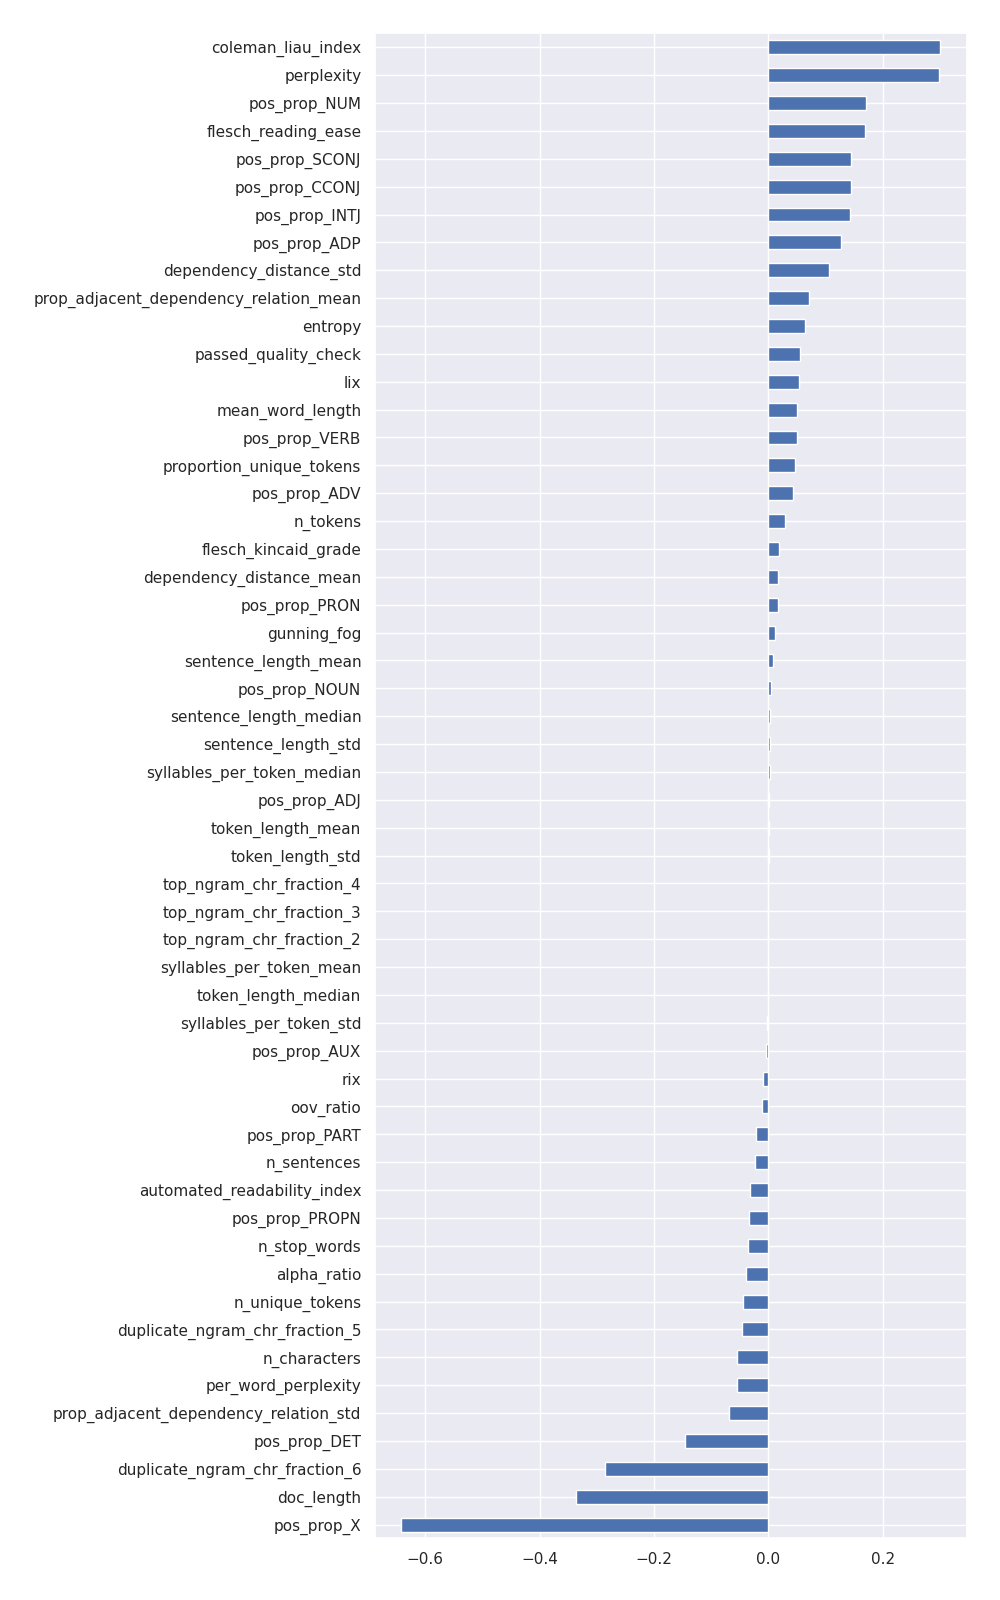 coleman_liau_index
perplexity
pos_prop_NUM
flesch_reading_ease
pos_prop_SCONJ
pos_prop_CCONJ
pos_prop_INTJ
pos_prop_ADP
dependency_distance_std
prop_adjacent_dependency_relation_mean
entropy
passed_quality_check
lix
mean_word_length
pos_prop_VERB
proportion_unique_tokens
pos_prop_ADV
n_tokens
flesch_kincaid_grade
dependency_distance_mean
pos_prop_PRON
gunning_fog
sentence_length_mean
pos_prop_NOUN
sentence_length_median
sentence_length_std
syllables_per_token_median
pos_prop_ADJ
token_length_mean
token_length_std
top_ngram_chr_fraction_4
top_ngram_chr_fraction_3
top_ngram_chr_fraction_2
syllables_per_token_mean
token_length_median
syllables_per_token_std
pos_prop_AUX
rix
oov_ratio
pos_prop_PART
n_sentences
automated_readability_index
pos_prop_PROPN
n_stop_words
alpha_ratio
n_unique_tokens
duplicate_ngram_chr_fraction_5
n_characters
per_word_perplexity
prop_adjacent_dependency_relation_std
pos_prop_DET
duplicate_ngram_chr_fraction_6
doc_length
pos_prop_X
−0.6 −0.4 −0.2 0.0 0.2